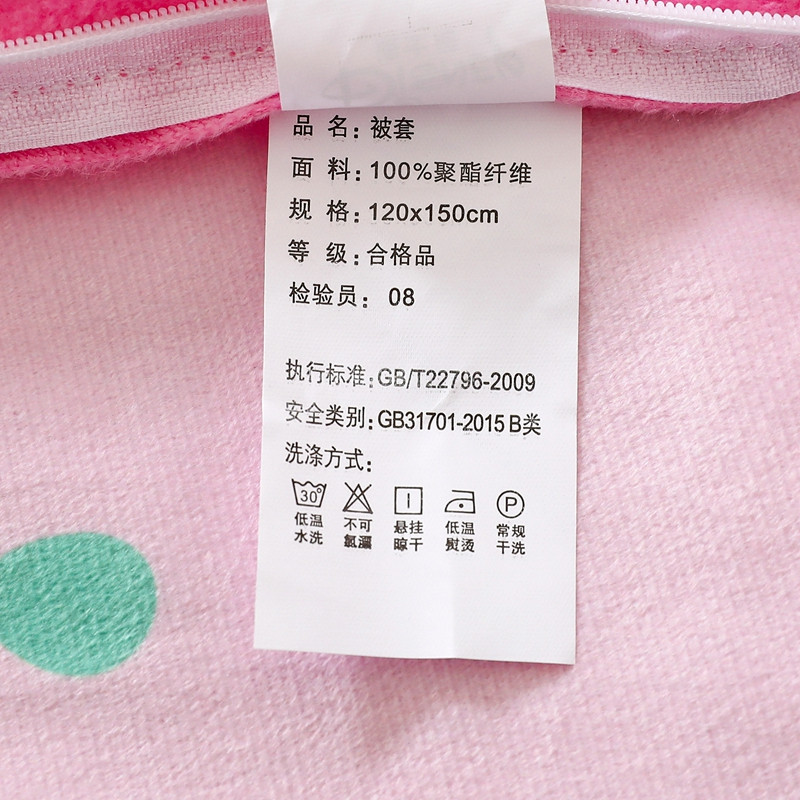 品 名：被套
面 料：100%聚酯纤维
规 格：120x150cm
等 级：合格品
检验员：08
执行标准：GB/T22796-2009
安全类别：GB31701-2015 B类
洗涤方式：
30° P
低温 不可 悬挂 低温 常规
水洗 氯漂 晾干 熨烫 干洗